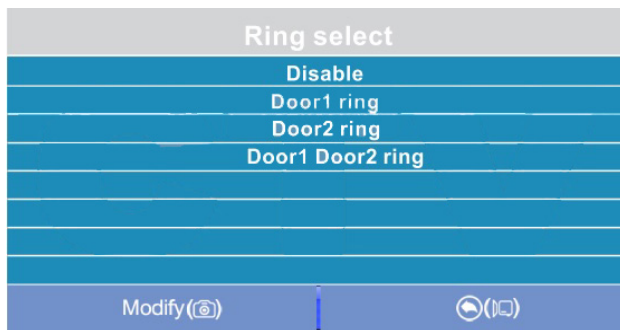 Ring select
Disable
Door1 ring
Door2 ring
Door1 Door2 ring
Modify()
()